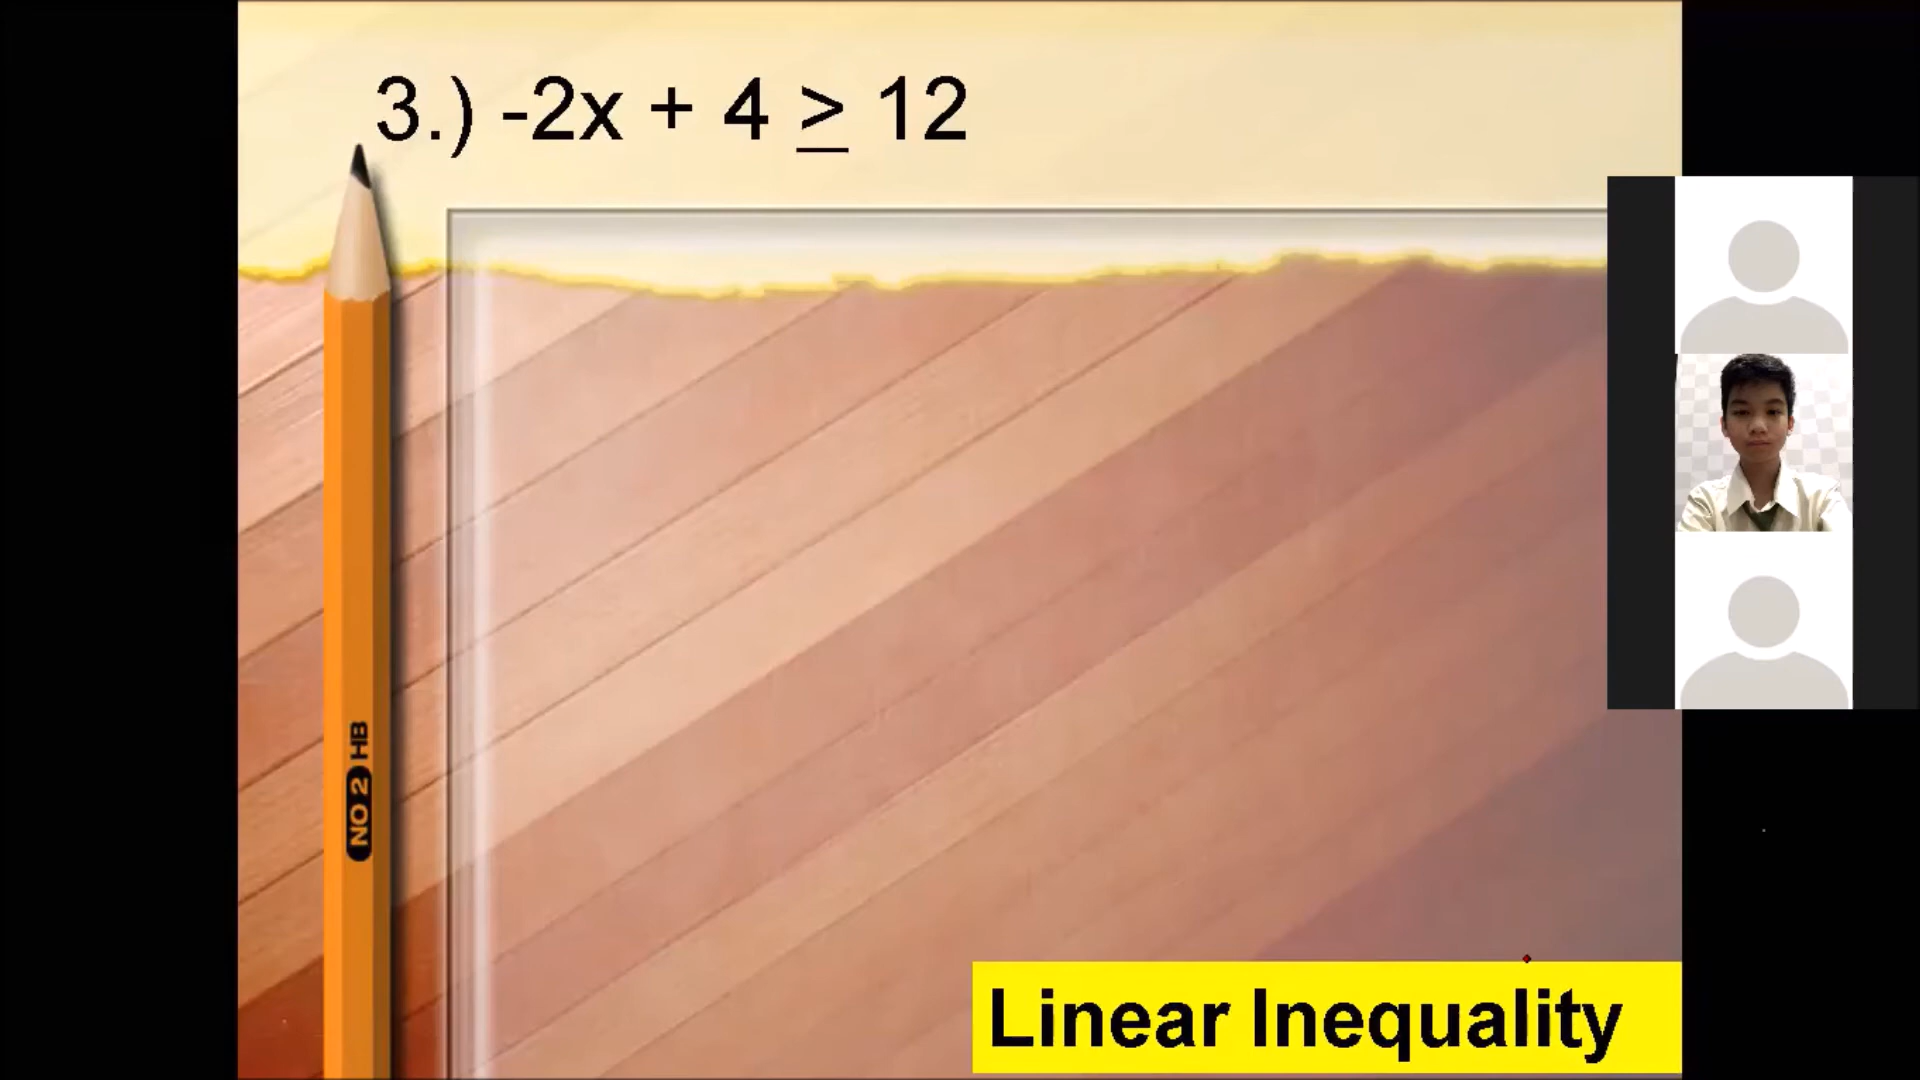 3.) -2x + 4 ≥ 12
NO 2 HB
Linear Inequality